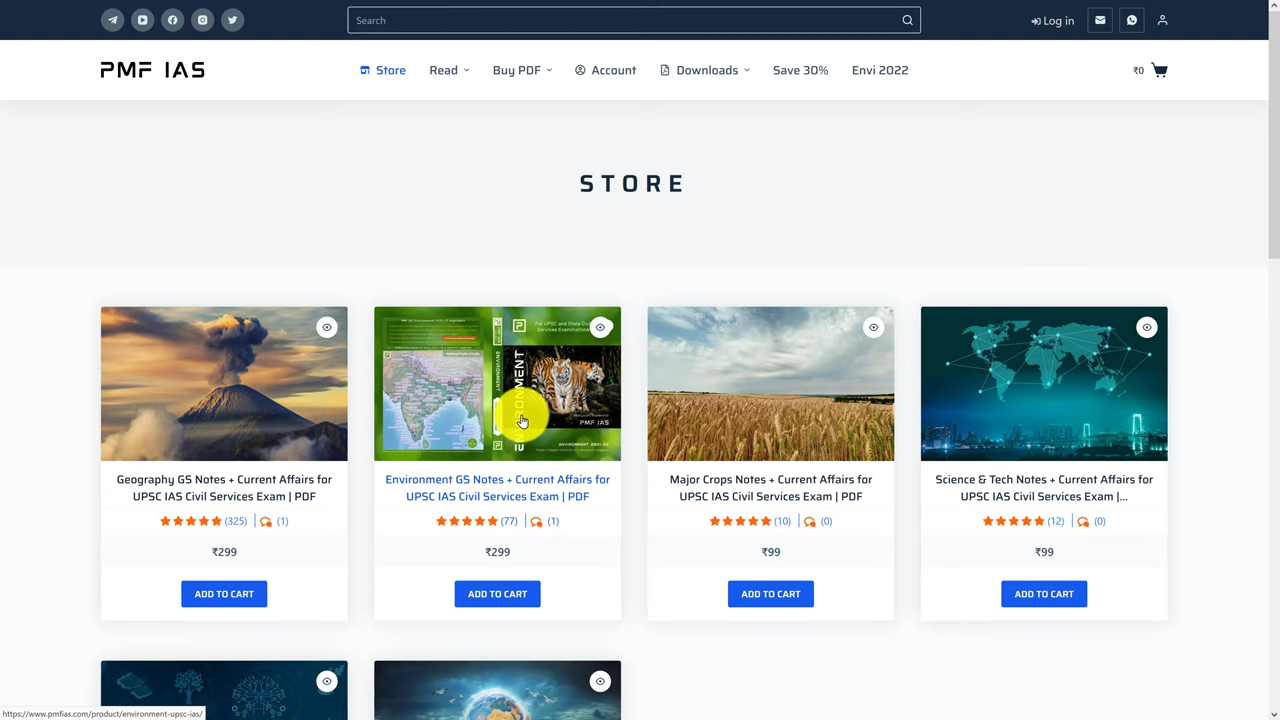 Search
Log in
PMF IAS
Store
Read
Buy PDF
Account
Downloads
Save 30%
Envi 2022
₹0
STORE
ENVIRONMENT
PMF IAS
Geography GS Notes + Current Affairs for
UPSC IAS Civil Services Exam | PDF
(325) (1)
₹299
ADD TO CART
Environment GS Notes + Current Affairs for
UPSC IAS Civil Services Exam | PDF
(77) (1)
₹299
ADD TO CART
Major Crops Notes + Current Affairs for
UPSC IAS Civil Services Exam | PDF
(10) (0)
₹99
ADD TO CART
Science & Tech Notes + Current Affairs for
UPSC IAS Civil Services Exam |...
(12) (0)
₹99
ADD TO CART
https://www.pmfias.com/product/environment-upsc-ias/